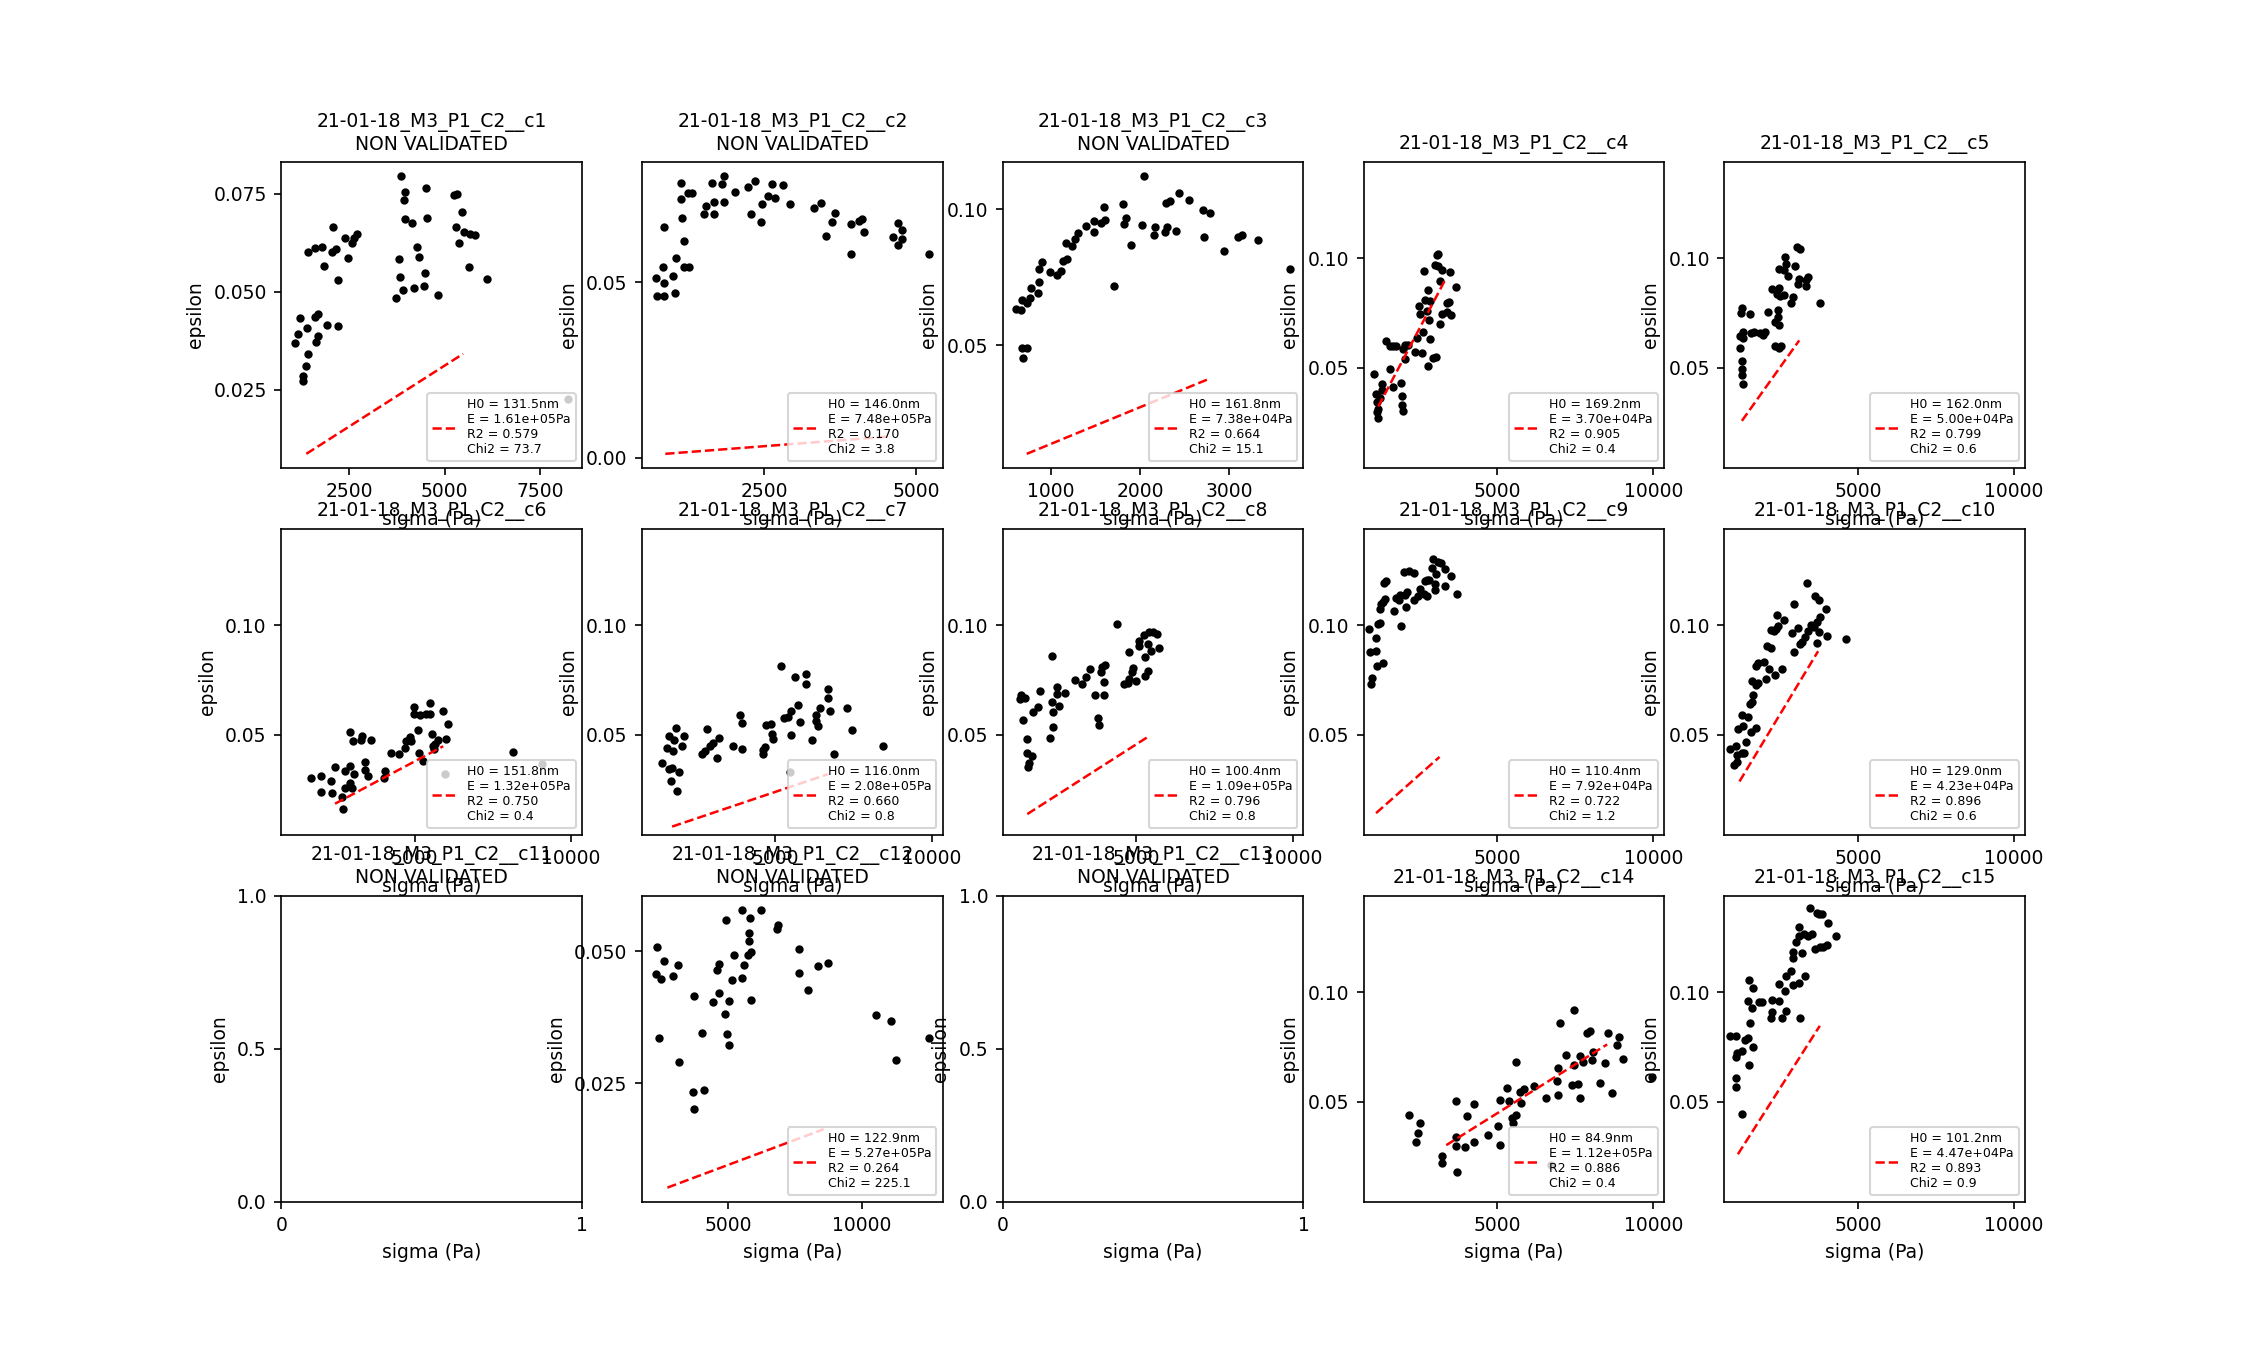 21-01-18_M3_P1_C2__c1
NON VALIDATED
epsilon
0.075
0.050
0.025
2500 5000 7500
sigma (Pa)
H0 = 131.5nm
E = 1.61e+05Pa
R2 = 0.579
Chi2 = 73.7
21-01-18_M3_P1_C2__c2
NON VALIDATED
epsilon
0.05
0.00
2500 5000
sigma (Pa)
H0 = 146.0nm
E = 7.48e+05Pa
R2 = 0.170
Chi2 = 3.8
21-01-18_M3_P1_C2__c3
NON VALIDATED
epsilon
0.10
0.05
1000 2000 3000
sigma (Pa)
H0 = 161.8nm
E = 7.38e+04Pa
R2 = 0.664
Chi2 = 15.1
21-01-18_M3_P1_C2__c4
epsilon
0.10
0.05
5000 10000
sigma (Pa)
H0 = 169.2nm
E = 3.70e+04Pa
R2 = 0.905
Chi2 = 0.4
21-01-18_M3_P1_C2__c5
epsilon
0.10
0.05
5000 10000
sigma (Pa)
H0 = 162.0nm
E = 5.00e+04Pa
R2 = 0.799
Chi2 = 0.6
21-01-18_M3_P1_C2__c6
epsilon
0.10
0.05
5000 10000
sigma (Pa)
H0 = 151.8nm
E = 1.32e+05Pa
R2 = 0.750
Chi2 = 0.4
21-01-18_M3_P1_C2__c7
epsilon
0.10
0.05
5000 10000
sigma (Pa)
H0 = 116.0nm
E = 2.08e+05Pa
R2 = 0.660
Chi2 = 0.8
21-01-18_M3_P1_C2__c8
epsilon
0.10
0.05
5000 10000
sigma (Pa)
H0 = 100.4nm
E = 1.09e+05Pa
R2 = 0.796
Chi2 = 0.8
21-01-18_M3_P1_C2__c9
epsilon
0.10
0.05
5000 10000
sigma (Pa)
H0 = 110.4nm
E = 7.92e+04Pa
R2 = 0.722
Chi2 = 1.2
21-01-18_M3_P1_C2__c10
epsilon
0.10
0.05
5000 10000
sigma (Pa)
H0 = 129.0nm
E = 4.23e+04Pa
R2 = 0.896
Chi2 = 0.6
21-01-18_M3_P1_C2__c11
NON VALIDATED
epsilon
1.0
0.5
0.0
0 1
sigma (Pa)
21-01-18_M3_P1_C2__c12
NON VALIDATED
epsilon
0.050
0.025
5000 10000
sigma (Pa)
H0 = 122.9nm
E = 5.27e+05Pa
R2 = 0.264
Chi2 = 225.1
21-01-18_M3_P1_C2__c13
NON VALIDATED
epsilon
1.0
0.5
0.0
0 1
sigma (Pa)
21-01-18_M3_P1_C2__c14
epsilon
0.10
0.05
5000 10000
sigma (Pa)
H0 = 84.9nm
E = 1.12e+05Pa
R2 = 0.886
Chi2 = 0.4
21-01-18_M3_P1_C2__c15
epsilon
0.10
0.05
5000 10000
sigma (Pa)
H0 = 101.2nm
E = 4.47e+04Pa
R2 = 0.893
Chi2 = 0.9